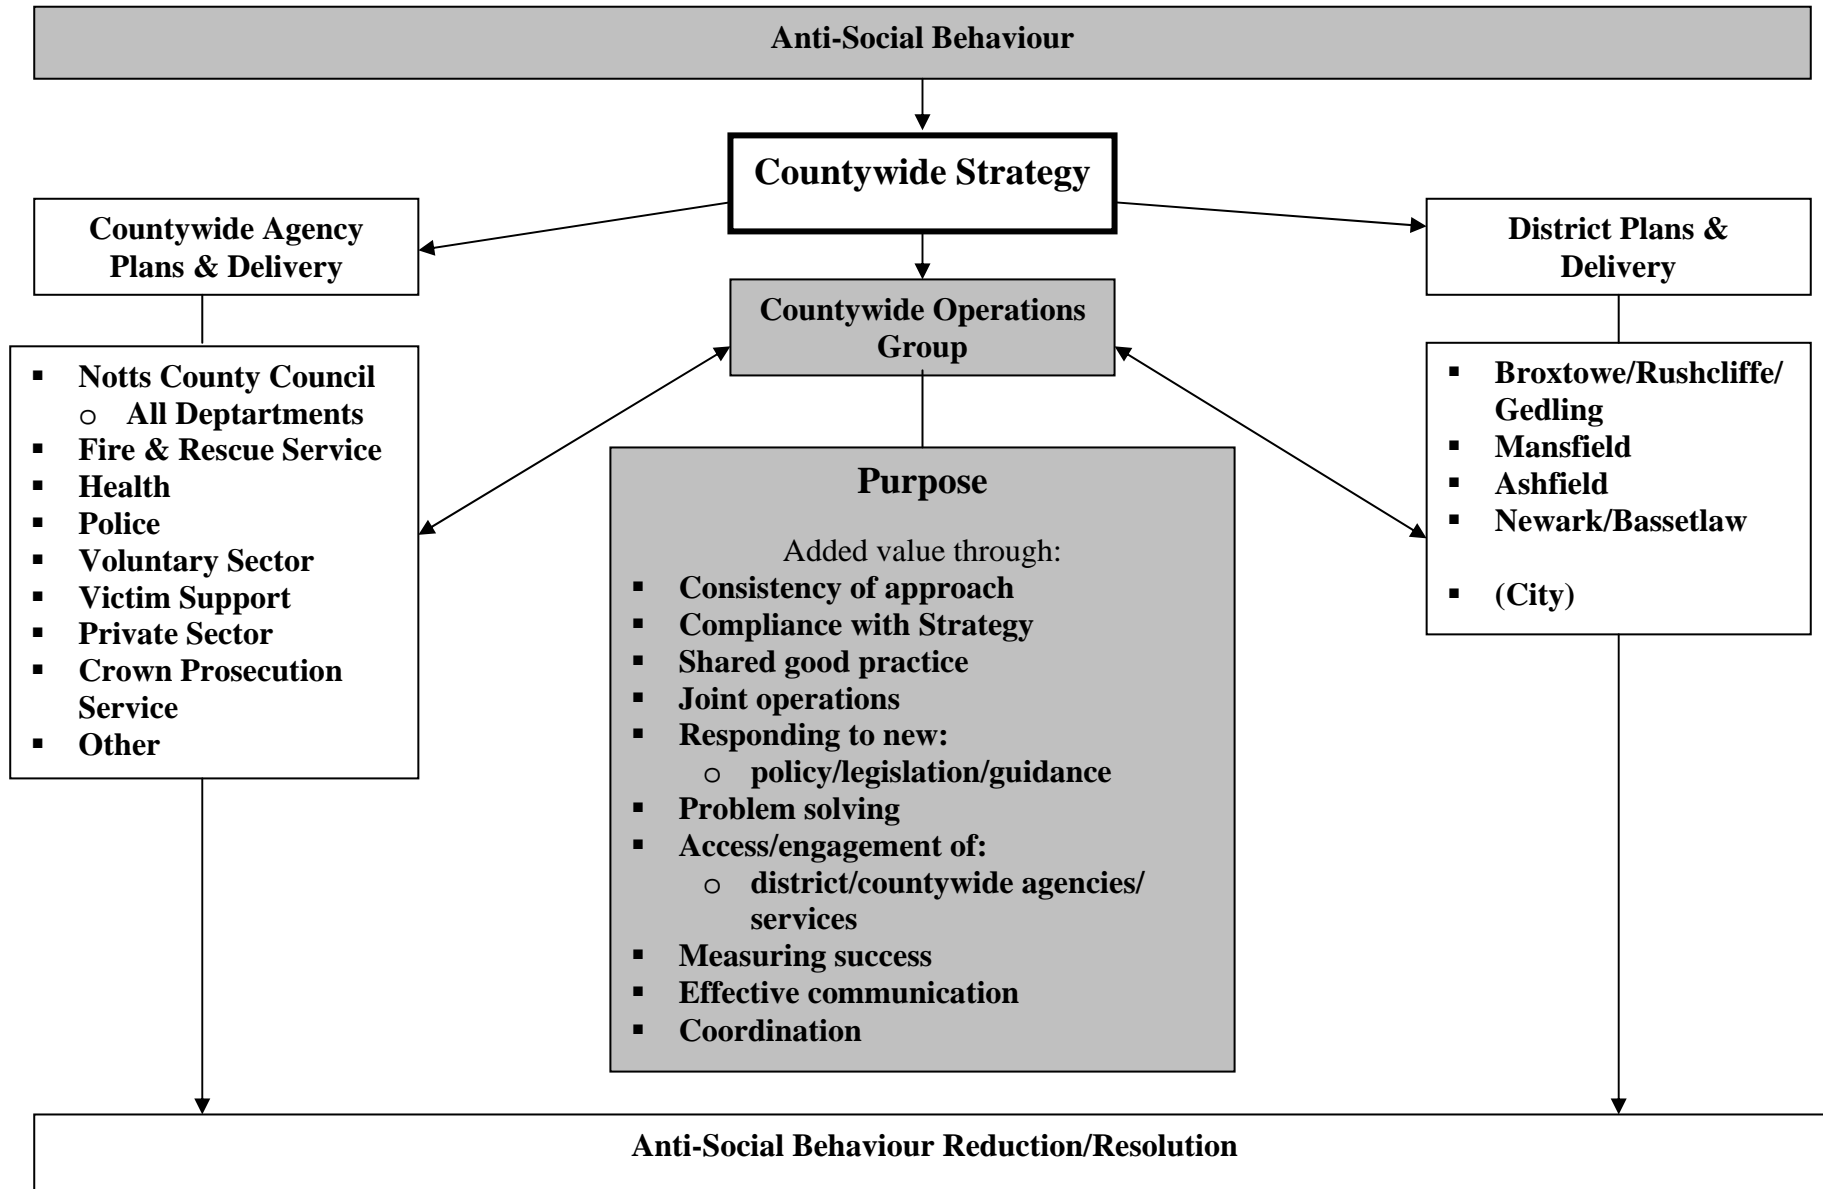 Anti-Social Behaviour
Countywide Strategy
Countywide Agency
Plans & Delivery
District Plans &
Delivery
Countywide Operations
Group
▪ Notts County Council
o All Deptartments
▪ Fire & Rescue Service
▪ Health
▪ Police
▪ Voluntary Sector
▪ Victim Support
▪ Private Sector
▪ Crown Prosecution
Service
▪ Other
Purpose
Added value through:
▪ Consistency of approach
▪ Compliance with Strategy
▪ Shared good practice
▪ Joint operations
▪ Responding to new:
o policy/legislation/guidance
▪ Problem solving
▪ Access/engagement of:
o district/countywide agencies/
services
▪ Measuring success
▪ Effective communication
▪ Coordination
▪ Broxtowe/Rushcliffe/
Gedling
▪ Mansfield
▪ Ashfield
▪ Newark/Bassetlaw
▪ (City)
Anti-Social Behaviour Reduction/Resolution